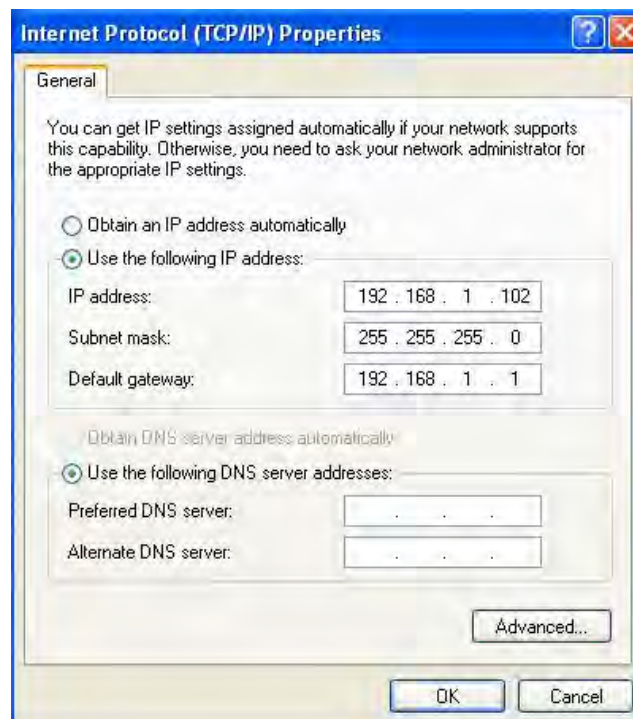 Internet Protocol (TCP/IP) Properties
General
You can get IP settings assigned automatically if your network supports
this capability. Otherwise, you need to ask your network administrator for
the appropriate IP settings.
Obtain an IP address automatically
Use the following IP address:
IP address: 192 . 168 . 1 . 102
Subnet mask: 255 . 255 . 255 . 0
Default gateway: 192 . 168 . 1 . 1
Obtain DNS server address automatically
Use the following DNS server addresses:
Preferred DNS server: . . .
Alternate DNS server: . . .
Advanced...
OK Cancel